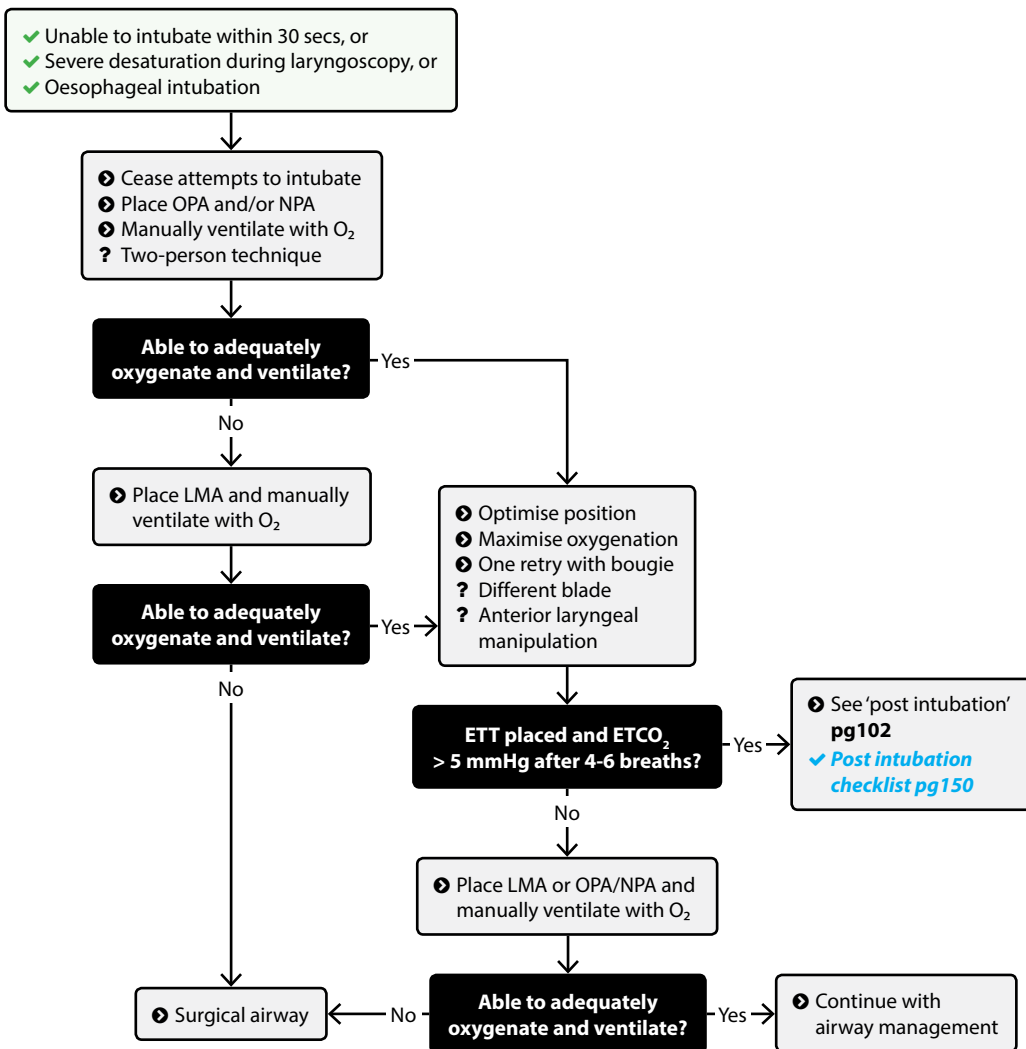 ✓ Unable to intubate within 30 secs, or
✓ Severe desaturation during laryngoscopy, or
✓ Oesophageal intubation
Cease attempts to intubate
Place OPA and/or NPA
Manually ventilate with O₂
? Two-person technique
Able to adequately
oxygenate and ventilate?
Yes
No
Place LMA and manually
ventilate with O₂
Optimise position
Maximise oxygenation
One retry with bougie
? Different blade
? Anterior laryngeal
manipulation
Able to adequately
oxygenate and ventilate?
Yes
No
ETT placed and ETCO₂
> 5 mmHg after 4-6 breaths?
Yes
See ‘post intubation’
pg102
✓ Post intubation
checklist pg150
No
Place LMA or OPA/NPA and
manually ventilate with O₂
Surgical airway
No
Able to adequately
oxygenate and ventilate?
Yes
Continue with
airway management